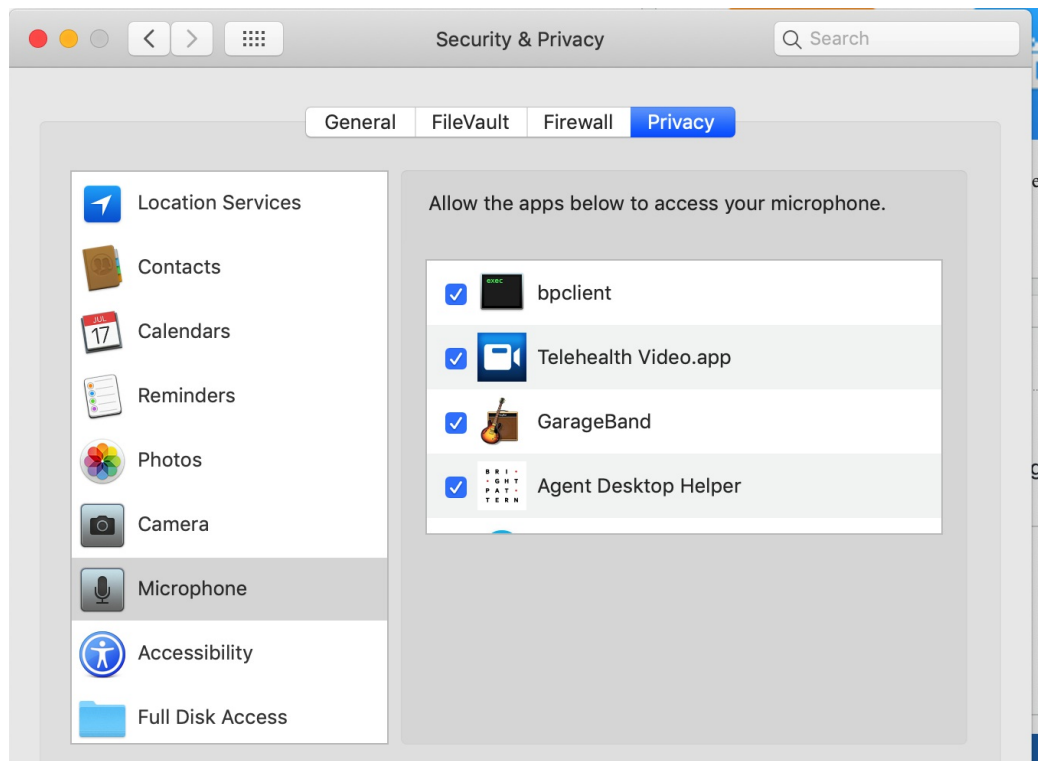 Security & Privacy
Search
General FileVault Firewall Privacy
Location Services
Contacts
JUL
17
Calendars
Reminders
Photos
Camera
Microphone
Accessibility
Full Disk Access
Allow the apps below to access your microphone.
exec
bpclient
Telehealth Video.app
GarageBand
BRI
GHT
PAT
TERN
Agent Desktop Helper